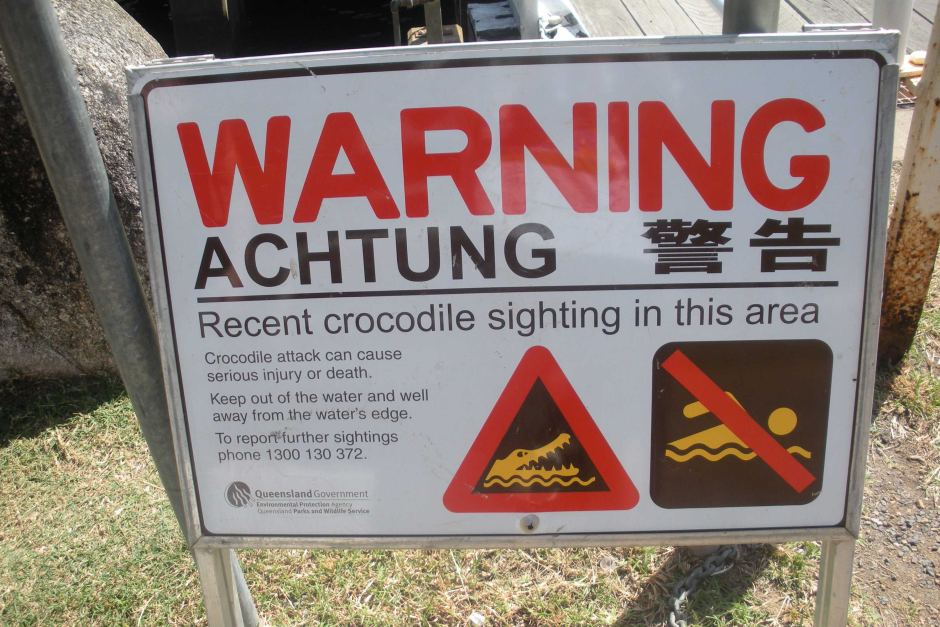 WARNING
ACHTUNG 警告
Recent crocodile sighting in this area
Crocodile attack can cause
serious injury or death.
Keep out of the water and well
away from the water's edge.
To report further sightings
phone 1300 130 372.
Queensland Government
Environmental Protection Agency
Queensland Parks and Wildlife Service